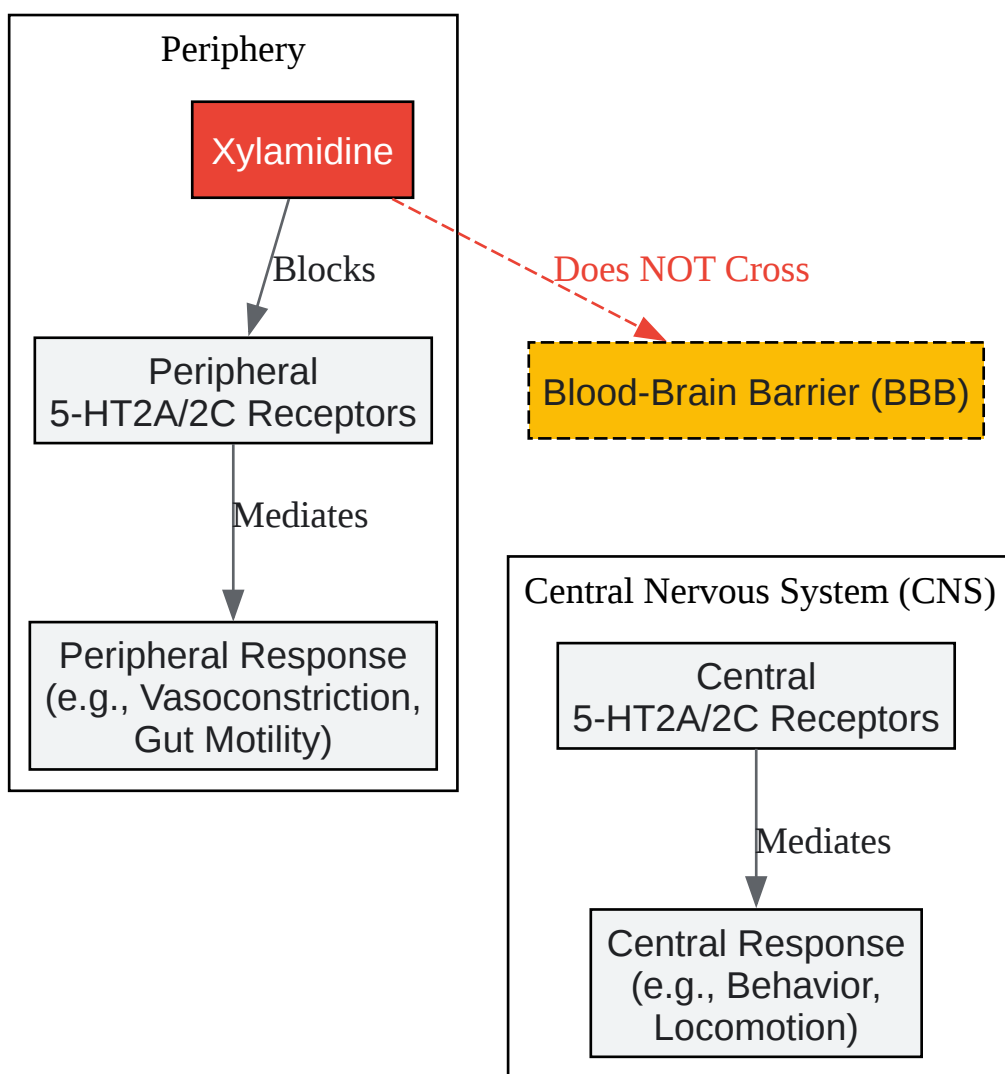 Periphery
Xylamidine
Blocks
Does NOT Cross
Peripheral
5-HT2A/2C Receptors
Blood-Brain Barrier (BBB)
Mediates
Peripheral Response
(e.g., Vasoconstriction,
Gut Motility)
Central Nervous System (CNS)
Central
5-HT2A/2C Receptors
Mediates
Central Response
(e.g., Behavior,
Locomotion)